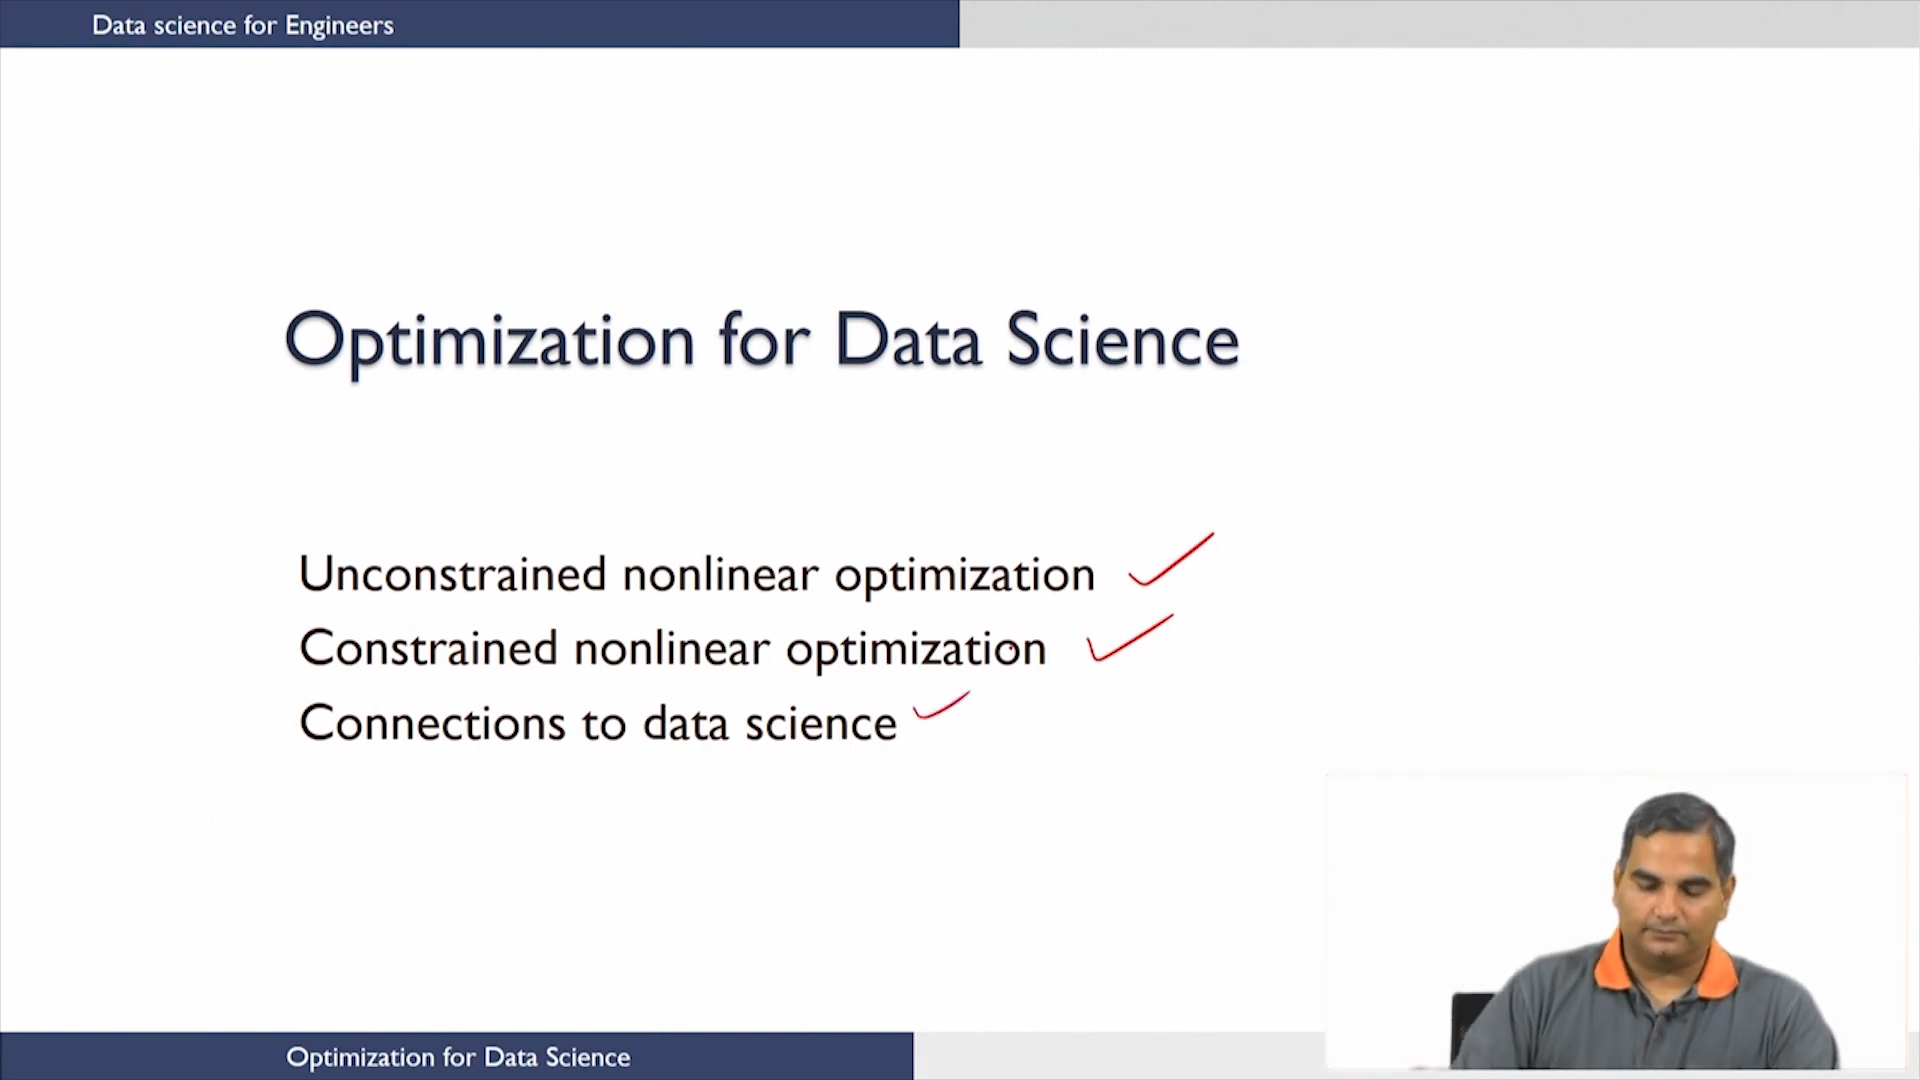 Data science for Engineers
Optimization for Data Science
Unconstrained nonlinear optimization
Constrained nonlinear optimization
Connections to data science
Optimization for Data Science